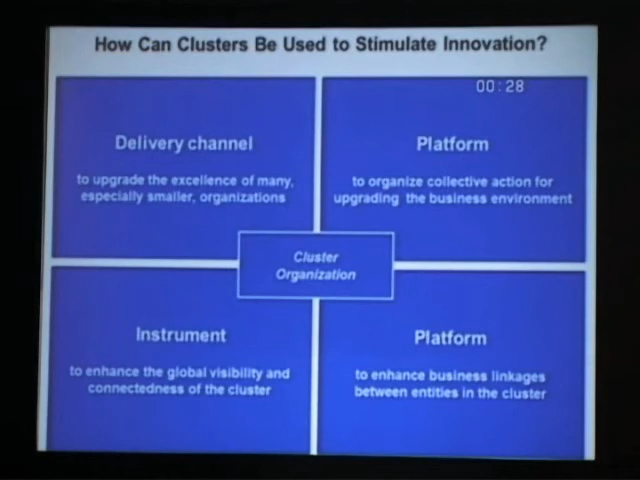 How Can Clusters Be Used to Stimulate Innovation?
00:28
Delivery channel
to upgrade the excellence of many,
especially smaller, organizations
Platform
to organize collective action for
upgrading the business environment
Cluster
Organization
Instrument
to enhance the global visibility and
connectedness of the cluster
Platform
to enhance business linkages
between entities in the cluster